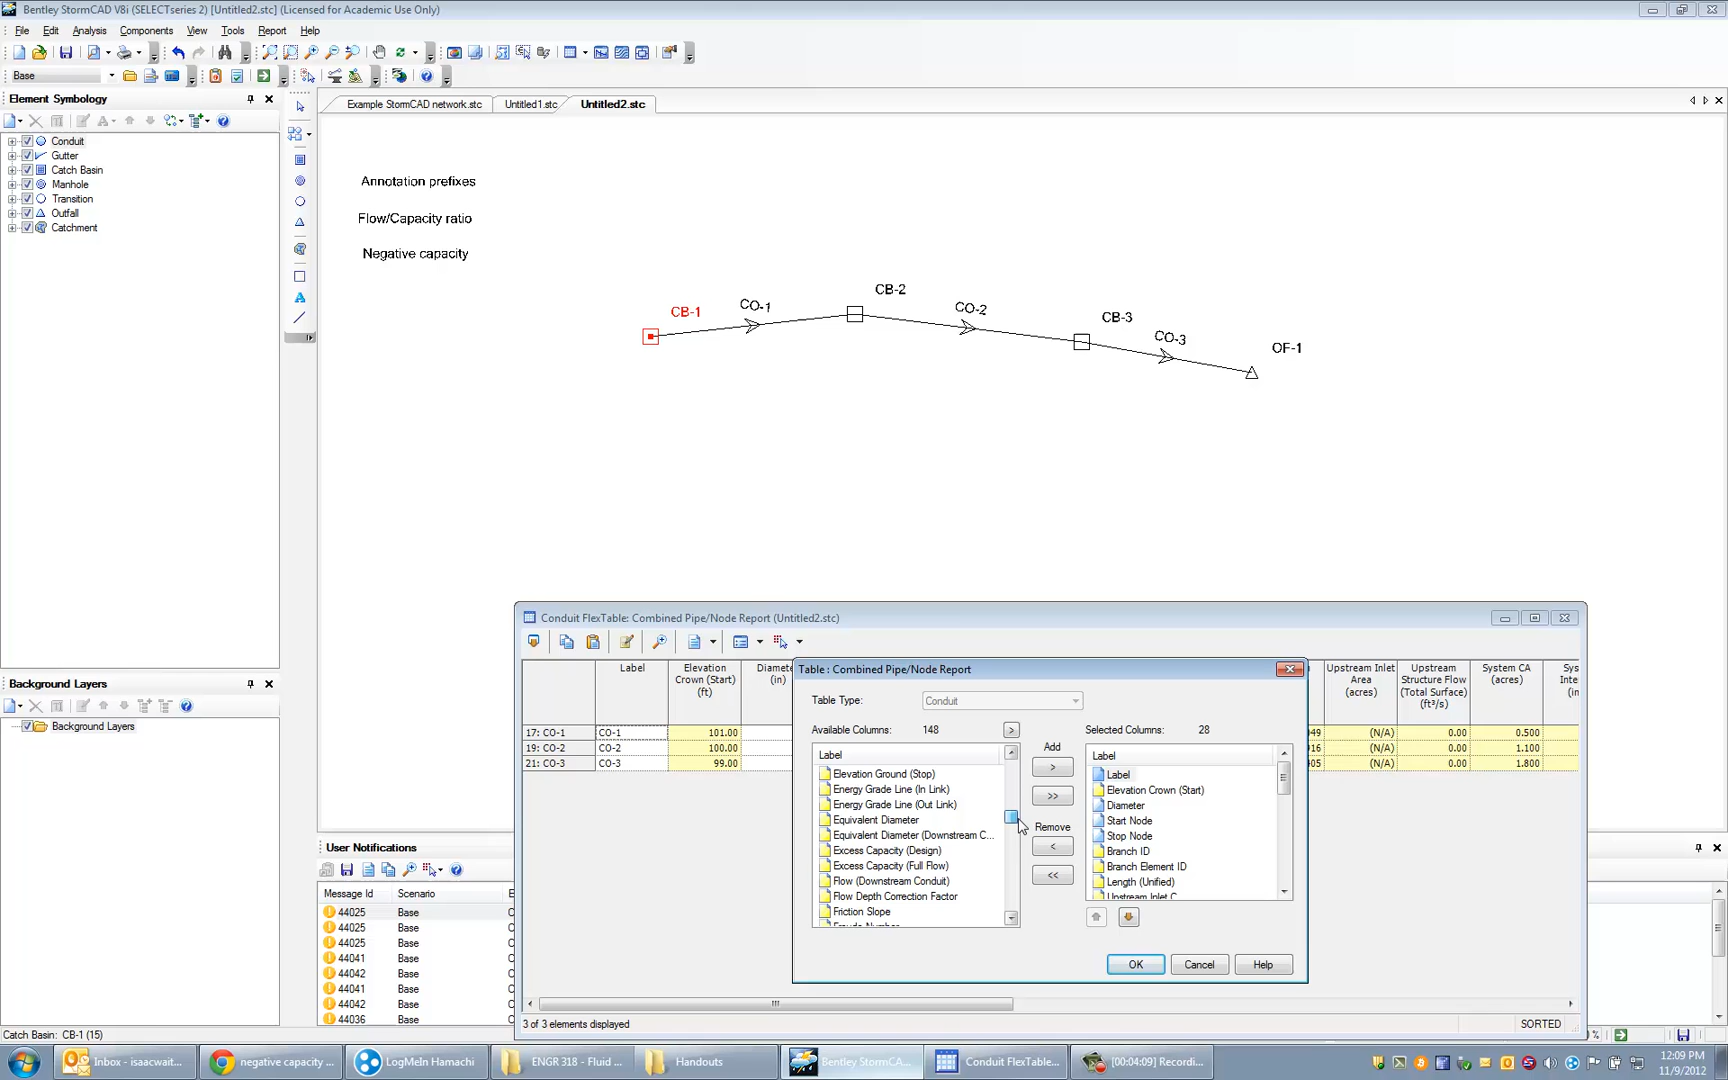 Bentley StormCAD V8i (SELECTseries 2) [Untitled2.stc] (Licensed for Academic Use Only)
File Edit Analysis Components View Tools Report Help
Base
Element Symbology
Conduit
Gutter
Catch Basin
Manhole
Transition
Outfall
Catchment
Example StormCAD network.stc Untitled1.stc Untitled2.stc
Annotation prefixes
Flow/Capacity ratio
Negative capacity
CB-1 CO-1 CB-2 CO-2 CB-3 CO-3 OF-1
Background Layers
Background Layers
User Notifications
Message Id Scenario
44025 Base
44025 Base
44025 Base
44041 Base
44042 Base
44041 Base
44042 Base
44036 Base
Conduit FlexTable: Combined Pipe/Node Report (Untitled2.stc)
Label Elevation Crown (Start) (ft) (in) Upstream Inlet Area (acres) Upstream Structure Flow (Total Surface) (ft³/s) System CA (acres)
17: CO-1 CO-1 101.00 (N/A) 0.00 0.500
19: CO-2 CO-2 100.00 (N/A) 0.00 1.100
21: CO-3 CO-3 99.00 (N/A) 0.00 1.800
3 of 3 elements displayed
SORTED
Table : Combined Pipe/Node Report
Table Type: Conduit
Available Columns: 148
Label
Elevation Ground (Stop)
Energy Grade Line (In Link)
Energy Grade Line (Out Link)
Equivalent Diameter
Equivalent Diameter (Downstream C...
Excess Capacity (Design)
Excess Capacity (Full Flow)
Flow (Downstream Conduit)
Flow Depth Correction Factor
Friction Slope
>
Add
>
>>
Remove
<
<<
Selected Columns: 28
Label
Label
Elevation Crown (Start)
Diameter
Start Node
Stop Node
Branch ID
Branch Element ID
Length (Unified)
OK Cancel Help
Catch Basin: CB-1 (15)
Inbox - isaacwait... negative capacity ... LogMeIn Hamachi ENGR 318 - Fluid ... Handouts Bentley StormCA... Conduit FlexTable... [00:04:09] Recordi...
12:09 PM
11/9/2012